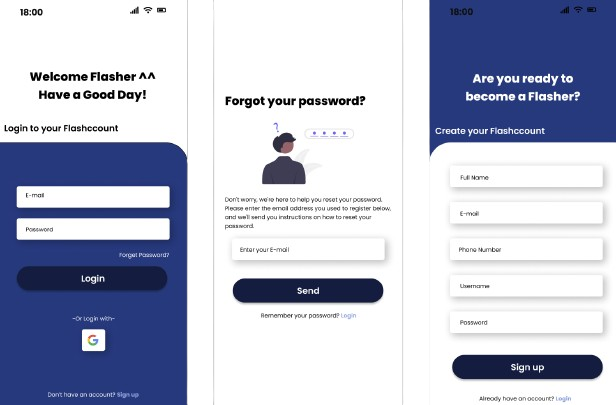 18:00
Welcome Flasher ^^
Have a Good Day!
Login to your Flashccount
E-mail
Password
Forget Password?
Login
~Or Login with~
G
Don't have an account? Sign up
Forgot your password?
?
Don't worry, we're here to help you reset your password.
Please enter the email address you used to register below,
and we'll send you instructions on how to reset your
password.
Enter your E-mail
Send
Remember your password? Login
18:00
Are you ready to
become a Flasher?
Create your Flashccount
Full Name
E-mail
Phone Number
Username
Password
Sign up
Already have an account? Login